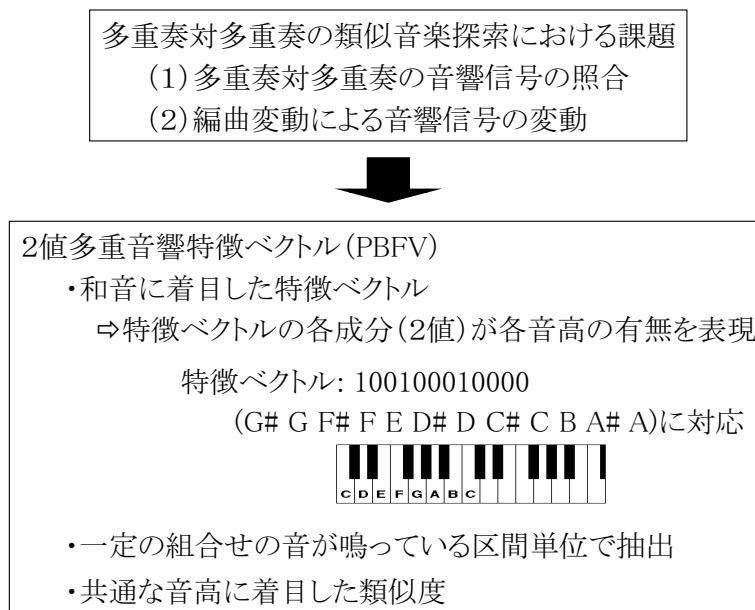 多重奏対多重奏の類似音楽探索における課題
(1)多重奏対多重奏の音響信号の照合
(2)編曲変動による音響信号の変動
2値多重音響特徴ベクトル(PBFV)
・和音に着目した特徴ベクトル
⇨特徴ベクトルの各成分(2値)が各音高の有無を表現
特徴ベクトル: 100100010000
(G# G F# F E D# D C# C B A# A)に対応
C D E F G A B C
・一定の組合せの音が鳴っている区間単位で抽出
・共通な音高に着目した類似度